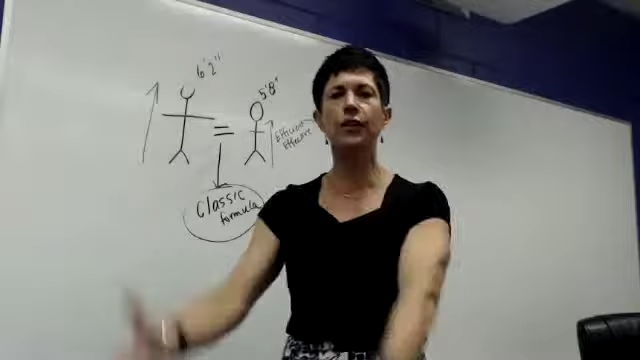 6'2"
5'8"
=
Efficient
Effective
Classic
formula